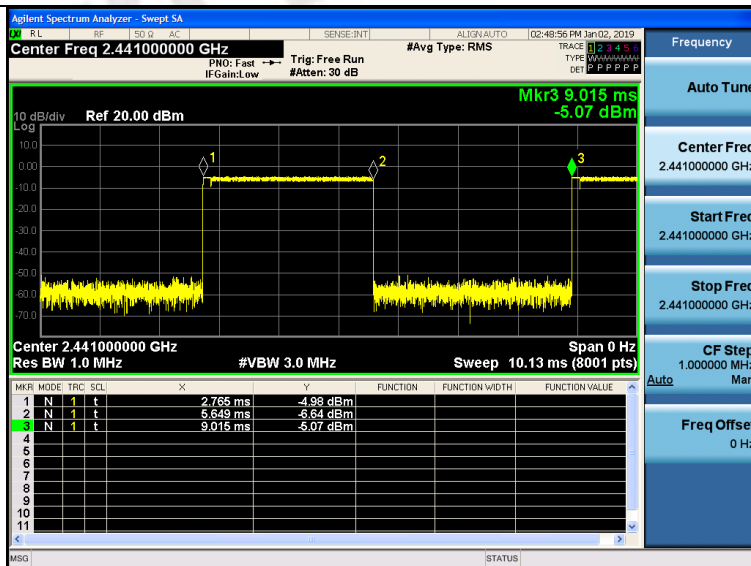 Agilent Spectrum Analyzer - Swept SA
LXI RL RF 50 Ω AC SENSE:INT ALIGN AUTO 02:48:56 PM Jan 02, 2019
Center Freq 2.441000000 GHz #Avg Type: RMS TRACE 1 2 3 4 5 6
PNO: Fast Trig: Free Run TYPE
IFGain:Low #Atten: 30 dB DET P P P P P P
Mkr3 9.015 ms
-5.07 dBm
10 dB/div Ref 20.00 dBm
Log
10.0
0.00
-10.0
-20.0
-30.0
-40.0
-50.0
-60.0
-70.0
1
2
3
Center 2.441000000 GHz Span 0 Hz
Res BW 1.0 MHz #VBW 3.0 MHz Sweep 10.13 ms (8001 pts)
MKR MODE TRC SCL X Y FUNCTION FUNCTION WIDTH FUNCTION VALUE
1 N 1 t 2.765 ms -4.98 dBm
2 N 1 t 5.649 ms -6.64 dBm
3 N 1 t 9.015 ms -5.07 dBm
4
5
6
7
8
9
10
11
MSG STATUS
Frequency
Auto Tune
Center Freq
2.441000000 GHz
Start Freq
2.441000000 GHz
Stop Freq
2.441000000 GHz
CF Step
1.000000 MHz
Auto Man
Freq Offset
0 Hz